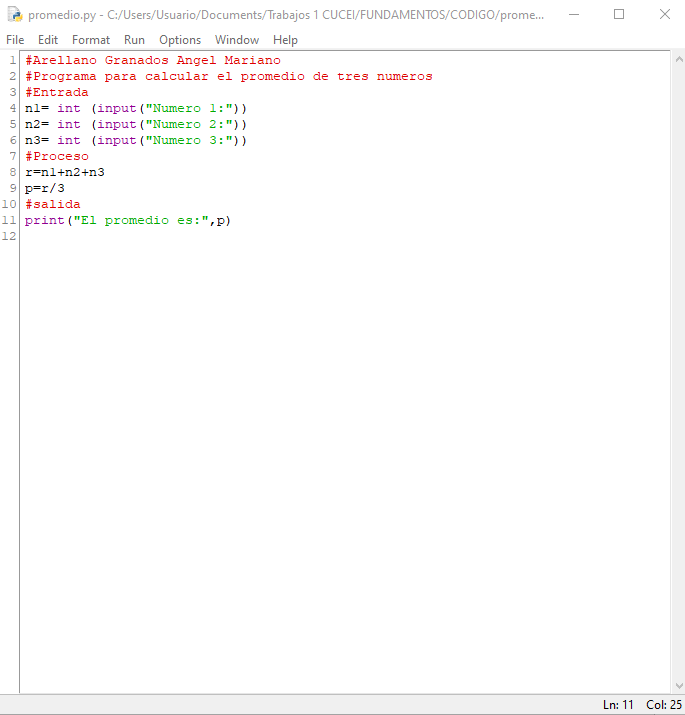 promedio.py - C:/Users/Usuario/Documents/Trabajos 1 CUCEI/FUNDAMENTOS/CODIGO/prome...
File Edit Format Run Options Window Help
1 #Arellano Granados Angel Mariano
2 #Programa para calcular el promedio de tres numeros
3 #Entrada
4 n1= int (input("Numero 1:"))
5 n2= int (input("Numero 2:"))
6 n3= int (input("Numero 3:"))
7 #Proceso
8 r=n1+n2+n3
9 p=r/3
10 #salida
11 print("El promedio es:",p)
12
Ln: 11 Col: 25